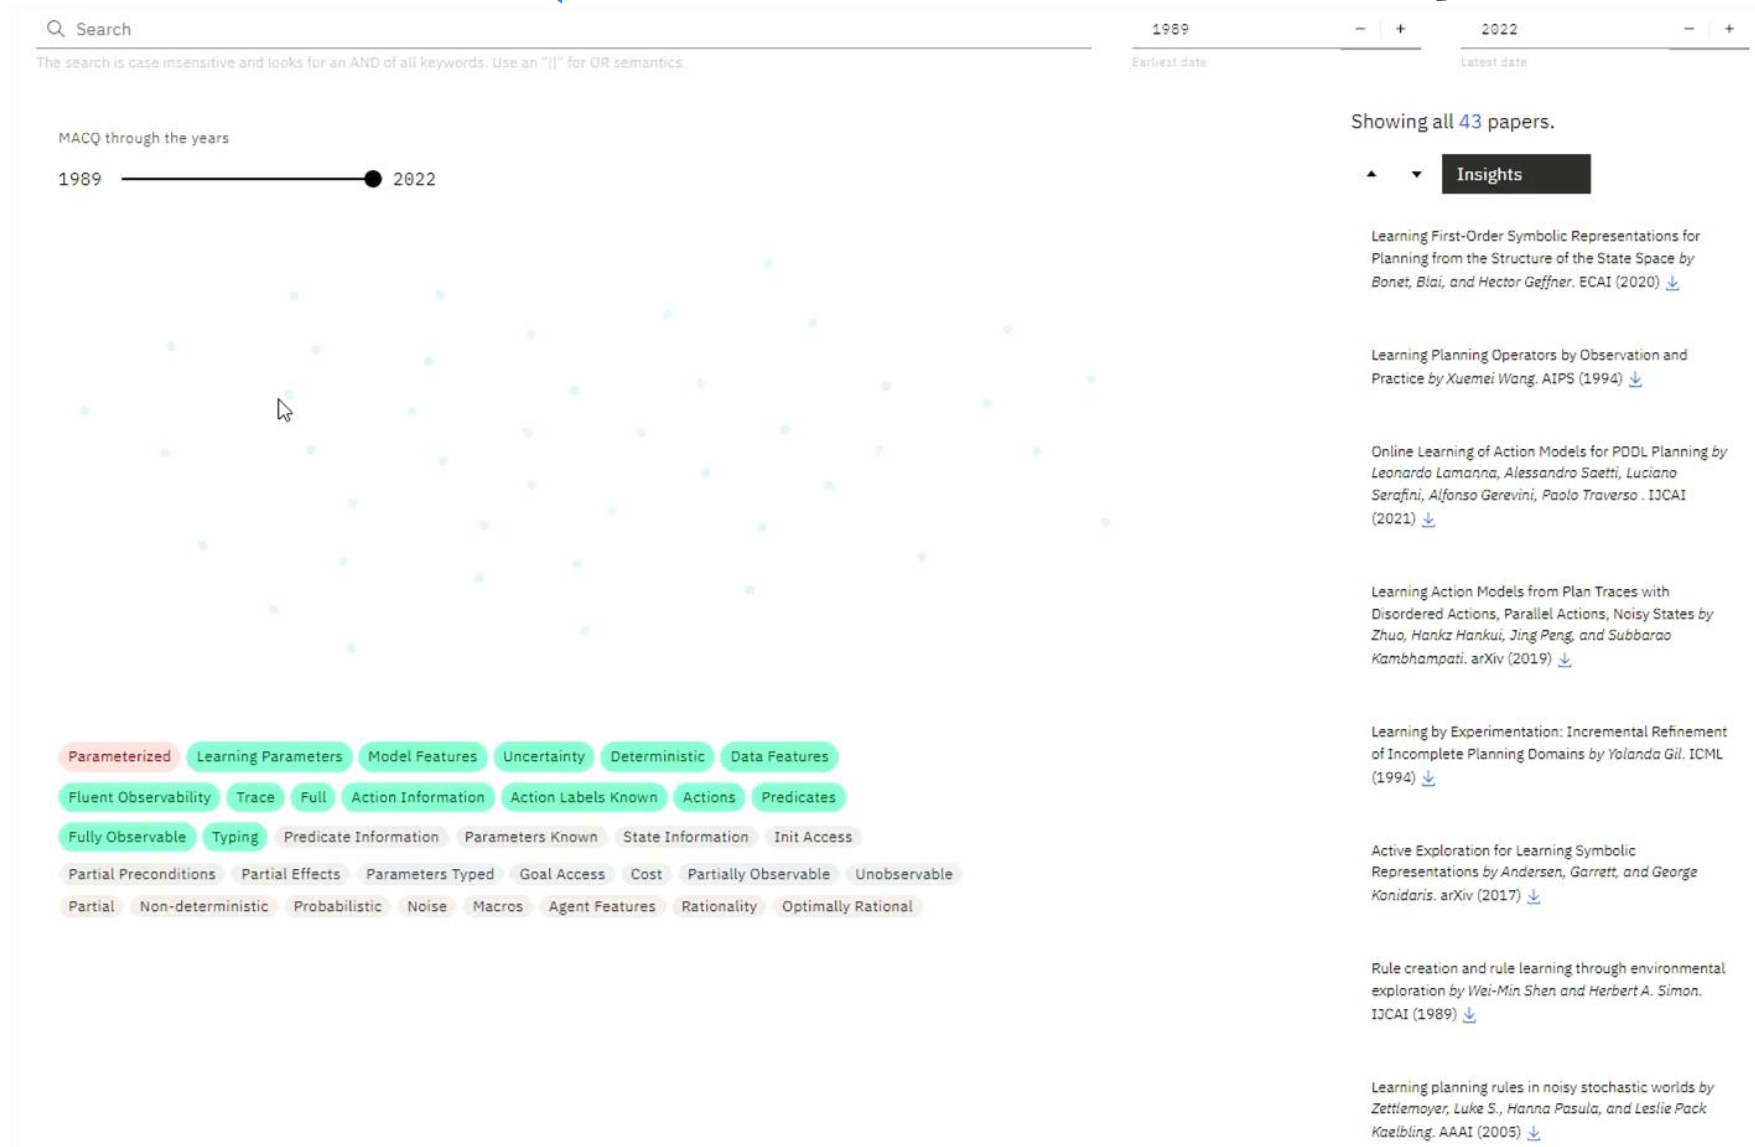 Search
1989 − +
2022 − +
The search is case insensitive and looks for an AND of all keywords. Use an "||" for OR semantics.
Earliest date
Latest date
MACQ through the years
1989
2022
Parameterized Learning Parameters Model Features Uncertainty Deterministic Data Features
Fluent Observability Trace Full Action Information Action Labels Known Actions Predicates
Fully Observable Typing Predicate Information Parameters Known State Information Init Access
Partial Preconditions Partial Effects Parameters Typed Goal Access Cost Partially Observable Unobservable
Partial Non-deterministic Probabilistic Noise Macros Agent Features Rationality Optimally Rational
Showing all 43 papers.
Insights
Learning First-Order Symbolic Representations for
Planning from the Structure of the State Space by
Bonet, Blai, and Hector Geffner. ECAI (2020)
Learning Planning Operators by Observation and
Practice by Xuemei Wang. AIPS (1994)
Online Learning of Action Models for PDDL Planning by
Leonardo Lamanna, Alessandro Saetti, Luciano
Serafini, Alfonso Gerevini, Paolo Traverso . IJCAI
(2021)
Learning Action Models from Plan Traces with
Disordered Actions, Parallel Actions, Noisy States by
Zhuo, Hankz Hankui, Jing Peng, and Subbarao
Kambhampati. arXiv (2019)
Learning by Experimentation: Incremental Refinement
of Incomplete Planning Domains by Yolanda Gil. ICML
(1994)
Active Exploration for Learning Symbolic
Representations by Andersen, Garrett, and George
Konidaris. arXiv (2017)
Rule creation and rule learning through environmental
exploration by Wei-Min Shen and Herbert A. Simon.
IJCAI (1989)
Learning planning rules in noisy stochastic worlds by
Zettlemoyer, Luke S., Hanna Pasula, and Leslie Pack
Kaelbling. AAAI (2005)